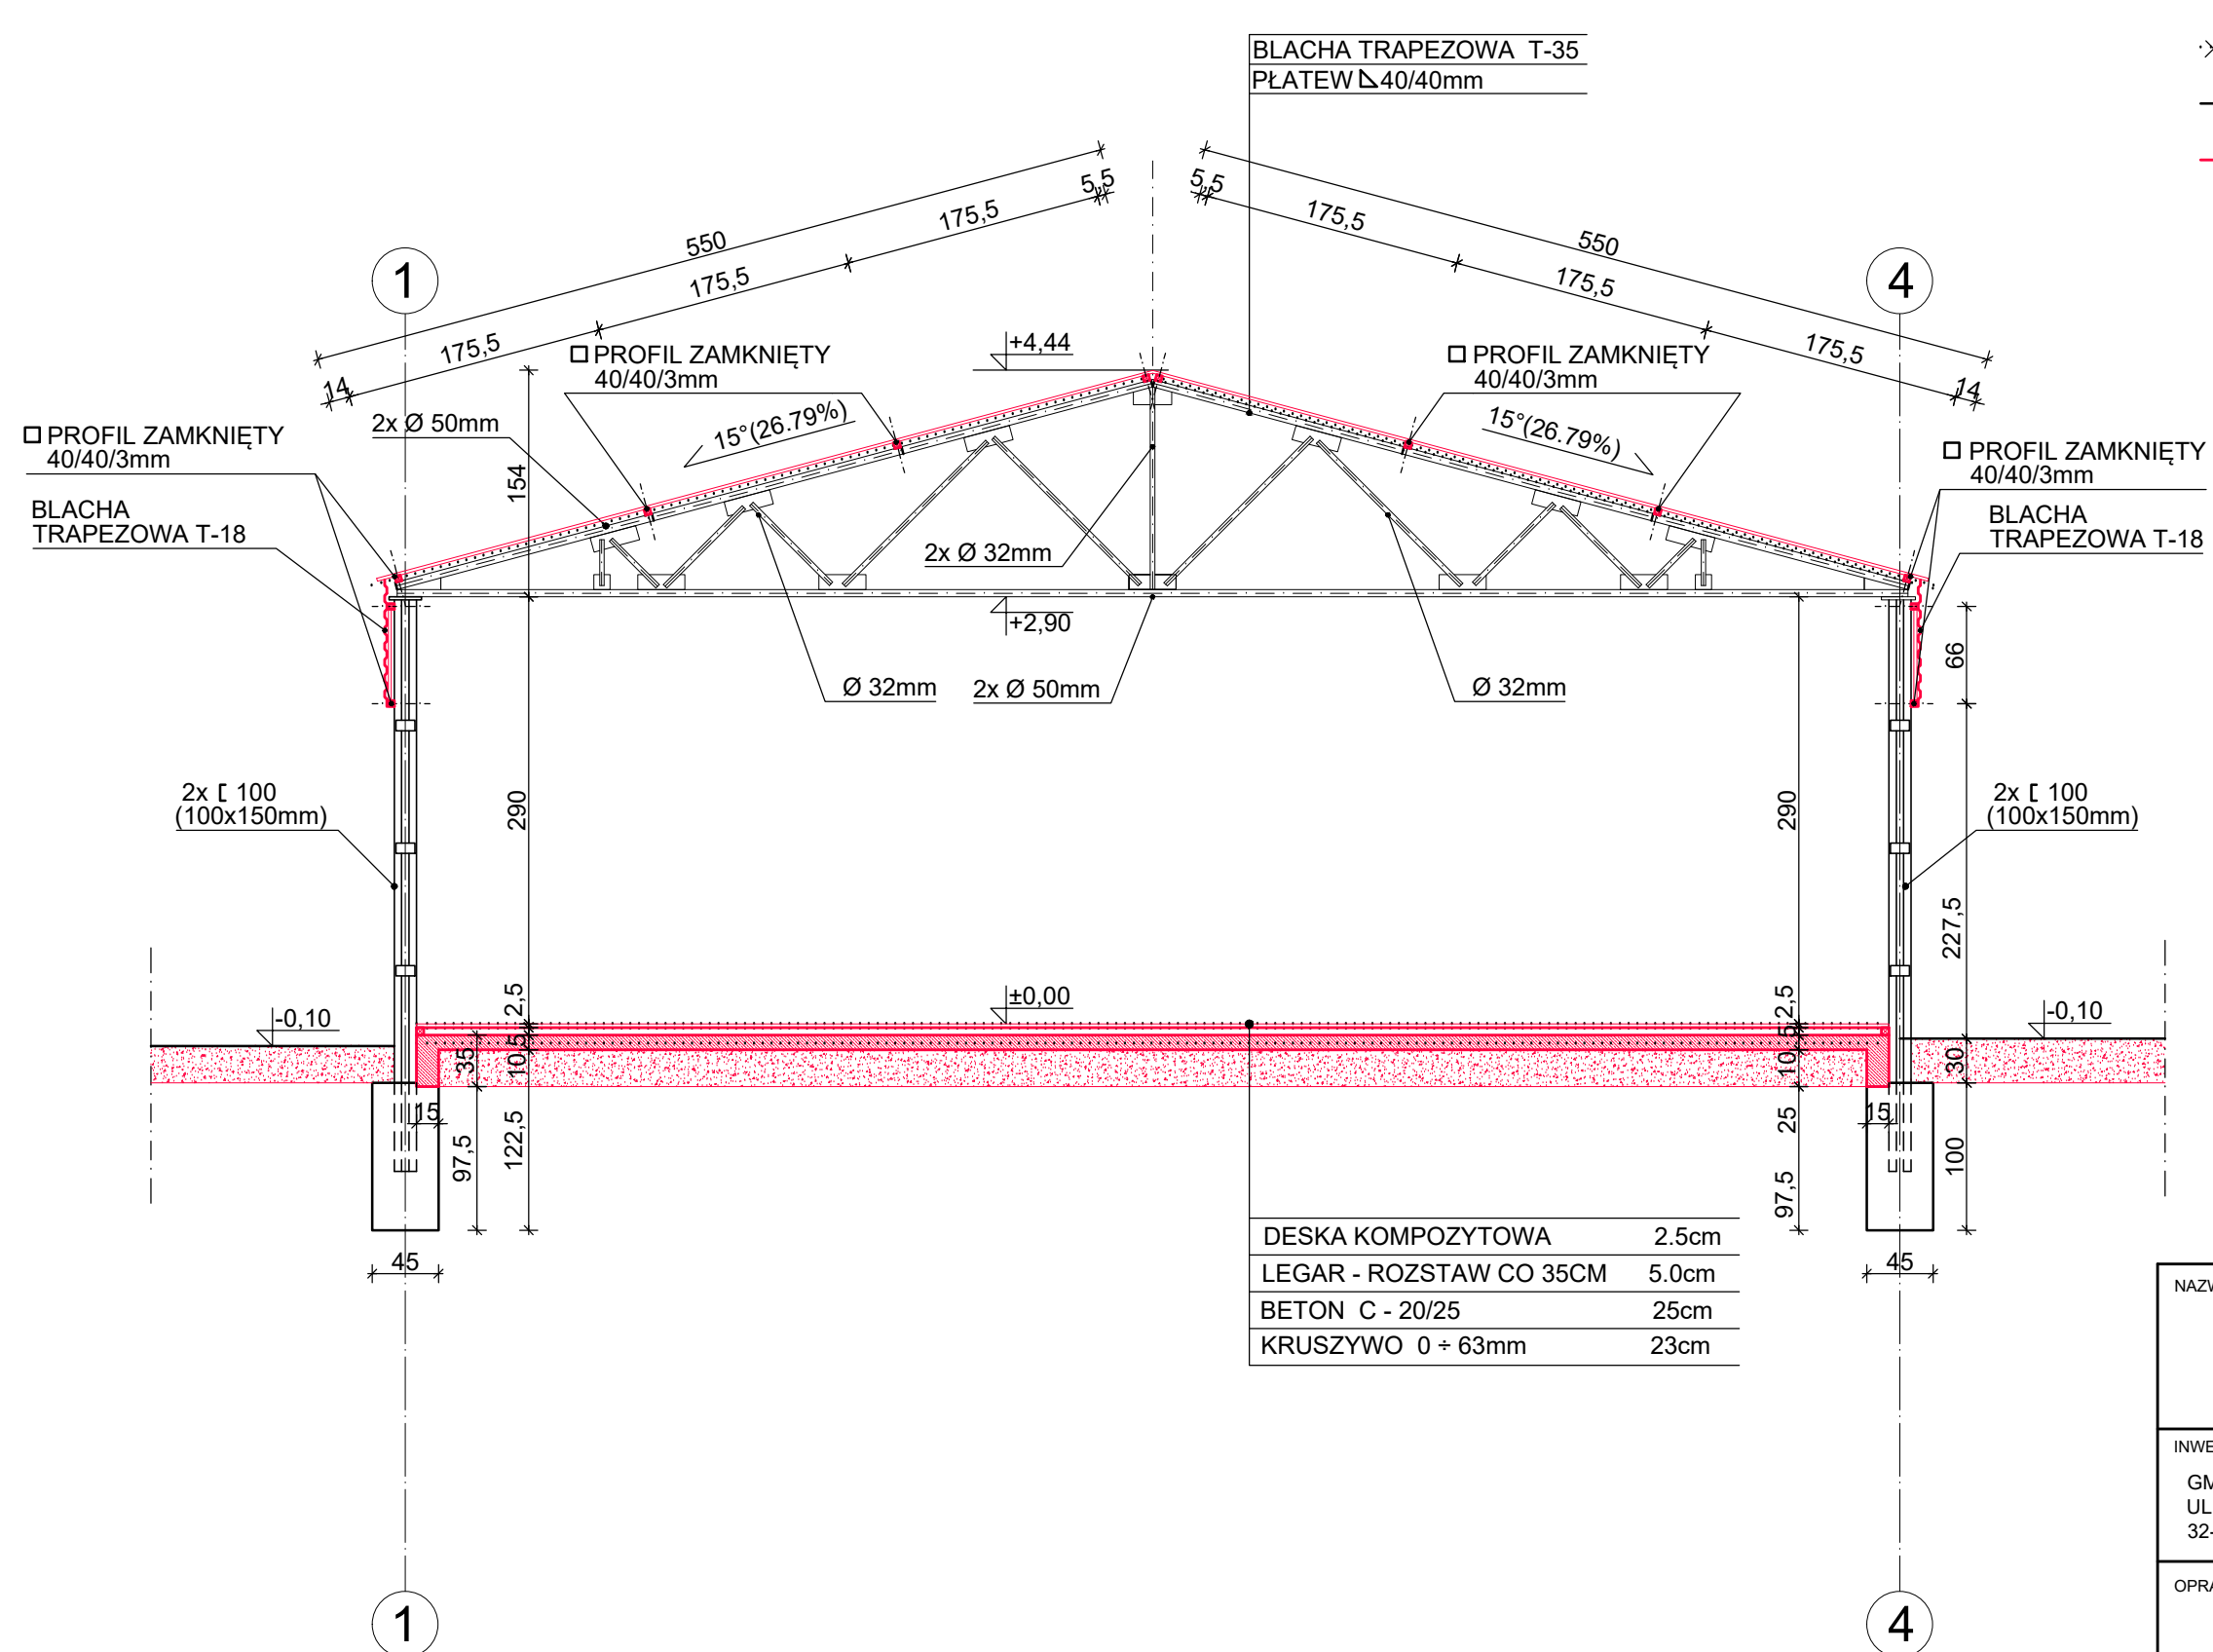 BLACHA TRAPEZOWA T-35
PŁATEW 40/40mm
5,5
5,5
175,5
175,5
550
550
175,5
175,5
1
4
175,5
175,5
14
14
+4,44
PROFIL ZAMKNIĘTY
40/40/3mm
PROFIL ZAMKNIĘTY
40/40/3mm
15°(26.79%)
15°(26.79%)
2x Ø 50mm
PROFIL ZAMKNIĘTY
40/40/3mm
PROFIL ZAMKNIĘTY
40/40/3mm
154
BLACHA
TRAPEZOWA T-18
BLACHA
TRAPEZOWA T-18
2x Ø 32mm
+2,90
66
Ø 32mm
2x Ø 50mm
Ø 32mm
2x [ 100
(100x150mm)
290
290
2x [ 100
(100x150mm)
227,5
-0,10
2,5
±0,00
2,5
-0,10
35
5
10
5
10
30
15
15
97,5
122,5
25
97,5
100
45
45
DESKA KOMPOZYTOWA 2.5cm
LEGAR - ROZSTAW CO 35CM 5.0cm
BETON C - 20/25 25cm
KRUSZYWO 0 ÷ 63mm 23cm
1
4